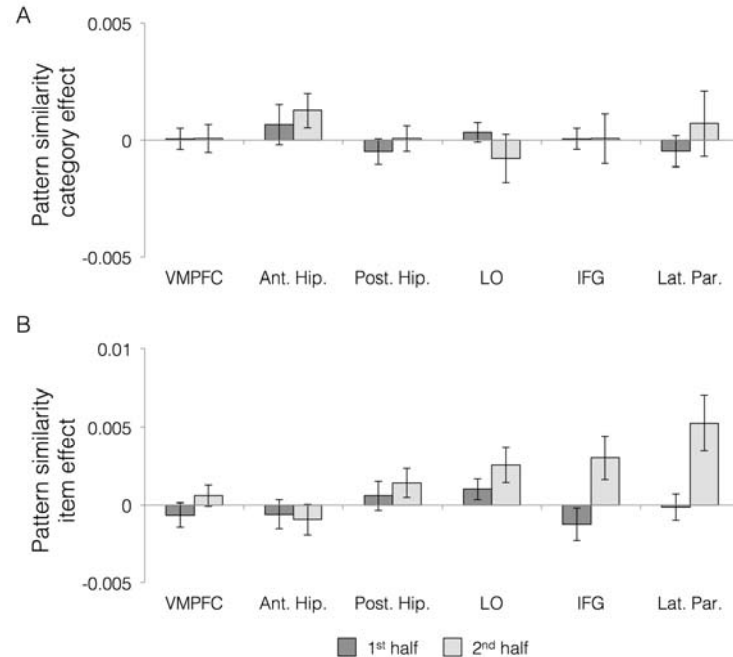 A
Pattern similarity
category effect
0.005
0
-0.005
VMPFC Ant. Hip. Post. Hip. LO IFG Lat. Par.
B
Pattern similarity
item effect
0.01
0.005
0
-0.005
VMPFC Ant. Hip. Post. Hip. LO IFG Lat. Par.
1st half 2nd half